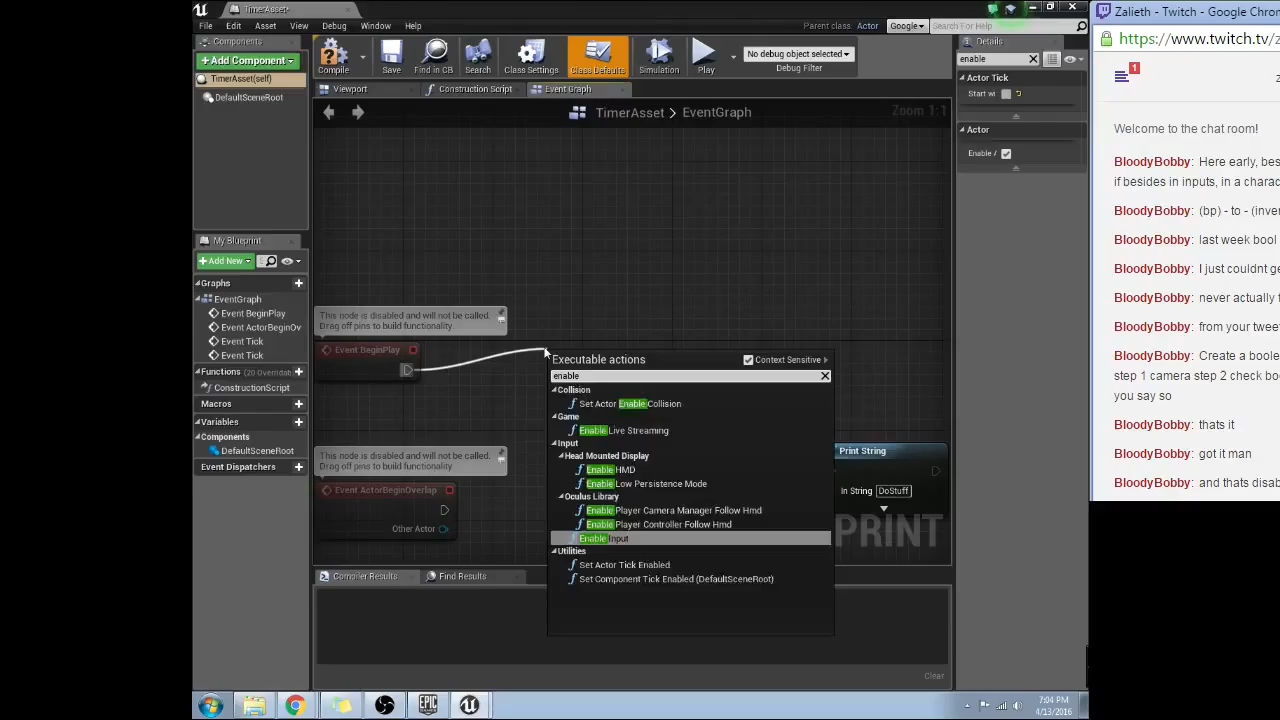 TimerAsset*
File Edit Asset View Debug Window Help
Parent class: Actor
Google
Search For Help
Components
+ Add Component
TimerAsset(self)
DefaultSceneRoot
Compile
Save
Find in CB
Search
Class Settings
Class Defaults
Simulation
Play
No debug object selected
Debug Filter
Details
enable
Actor Tick
Start wi
Actor
Enable /
Viewport
Construction Script
Event Graph
TimerAsset > EventGraph
Zoom 1:1
My Blueprint
+ Add New
Graphs
EventGraph
Event BeginPlay
Event ActorBeginOv
Event Tick
Event Tick
Functions (20 Overridab
ConstructionScript
Macros
Variables
Components
DefaultSceneRoot
Event Dispatchers
This node is disabled and will not be called.
Drag off pins to build functionality.
Event BeginPlay
This node is disabled and will not be called.
Drag off pins to build functionality.
Event ActorBeginOverlap
Other Actor
Executable actions
Context Sensitive
enable
Collision
Set Actor Enable Collision
Game
Enable Live Streaming
Input
Head Mounted Display
Enable HMD
Enable Low Persistence Mode
Oculus Library
Enable Player Camera Manager Follow Hmd
Enable Player Controller Follow Hmd
Enable Input
Utilities
Set Actor Tick Enabled
Set Component Tick Enabled (DefaultSceneRoot)
Print String
In String DoStuff
PRINT
Compiler Results
Find Results
Clear
7:04 PM
4/13/2016
EPIC
GAMES
Zalieth - Twitch - Google Chro
https://www.twitch.tv/z
1
z
Welcome to the chat room!
BloodyBobby: Here early, bes
if besides in inputs, in a charac
BloodyBobby: (bp) - to - (inver
BloodyBobby: last week bool
BloodyBobby: I just couldnt ge
BloodyBobby: never actually f
BloodyBobby: from your tweet
BloodyBobby: Create a boole
step 1 camera step 2 check bo
you say so
BloodyBobby: thats it
BloodyBobby: got it man
BloodyBobby: and thats disab